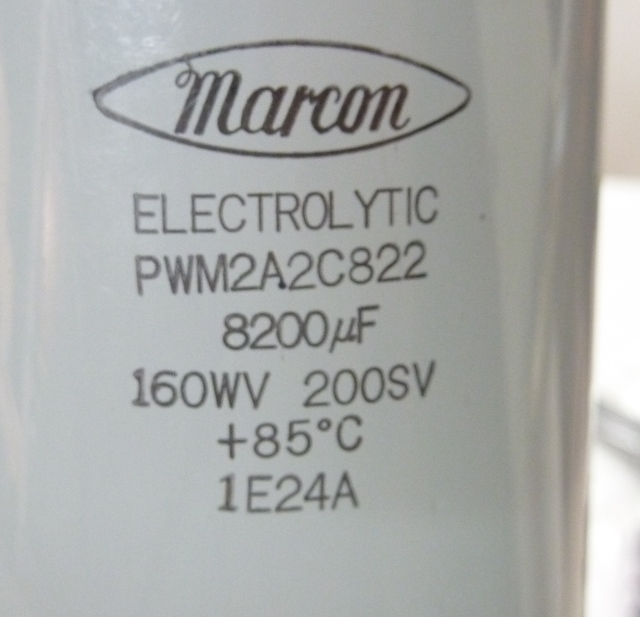 Marcon
ELECTROLYTIC
PWM2A2C822
8200μF
160WV 200SV
+85°C
1E24A